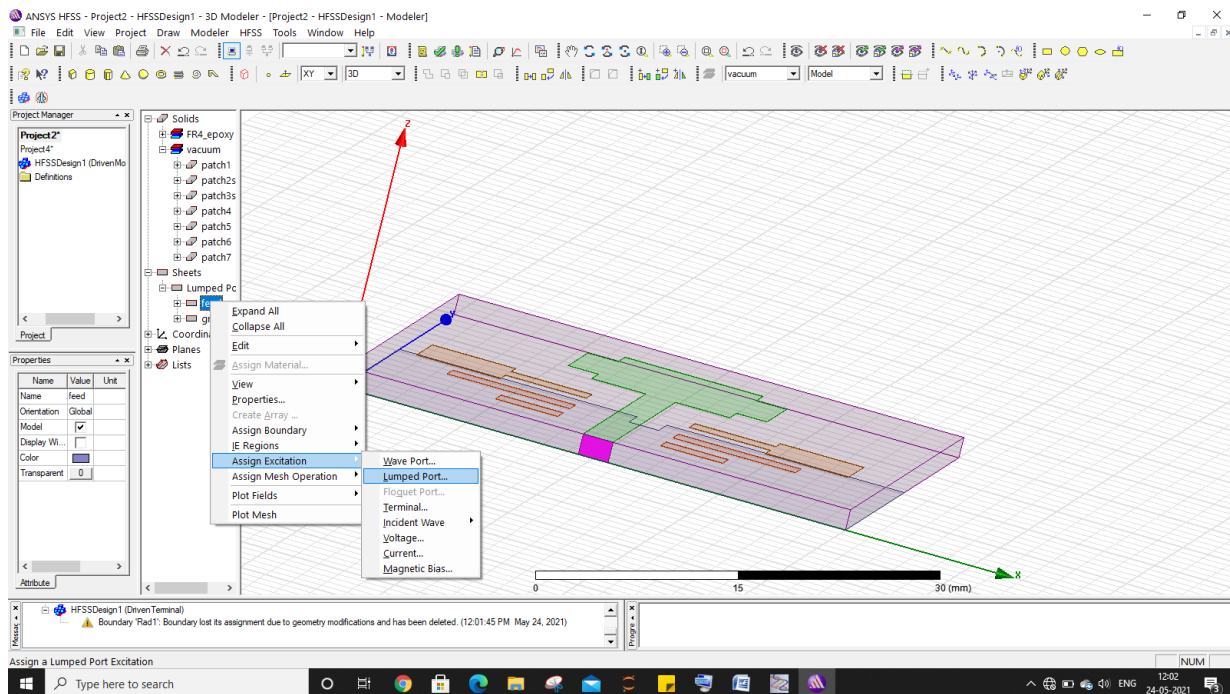 ANSYS HFSS - Project2 - HFSSDesign1 - 3D Modeler - [Project2 - HFSSDesign1 - Modeler]
File Edit View Project Draw Modeler HFSS Tools Window Help
XY 3D vacuum Model
Project Manager
Project2*
Project4*
HFSSDesign1 (DrivenMo
Definitions
Project
Properties
Name Value Unit
Name feed
Orientation Global
Model
Display Wi...
Color
Transparent 0
Attribute
Solids
FR4_epoxy
vacuum
patch1
patch2s
patch3s
patch4
patch5
patch6
patch7
Sheets
Lumped Po
fe
gr
Coordina
Planes
Lists
Expand All
Collapse All
Edit
Assign Material...
View
Properties...
Create Array ...
Assign Boundary
IE Regions
Assign Excitation
Assign Mesh Operation
Plot Fields
Plot Mesh
Wave Port...
Lumped Port...
Floquet Port...
Terminal...
Incident Wave
Voltage...
Current...
Magnetic Bias...
Z
Y
X
0 15 30 (mm)
HFSSDesign1 (DrivenTerminal)
Boundary 'Rad1': Boundary lost its assignment due to geometry modifications and has been deleted. (12:01:45 PM May 24, 2021)
Messag
Progre
Assign a Lumped Port Excitation
NUM
Type here to search
ENG
12:02
24-05-2021